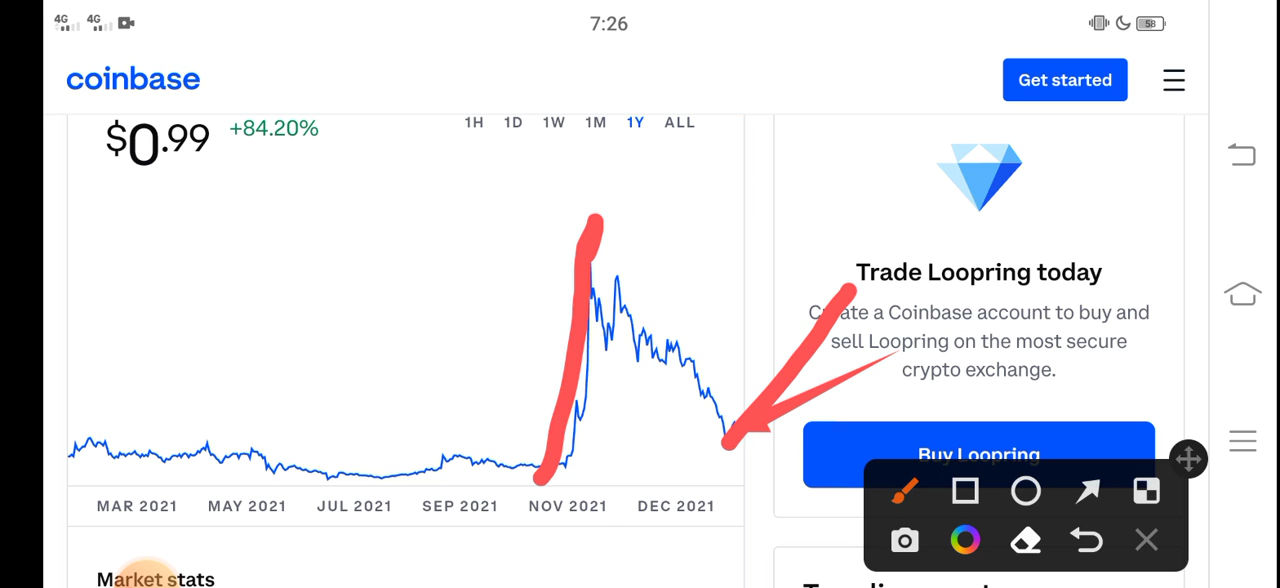 4G 4G 7:26 58
coinbase
Get started
$0.99 +84.20% 1H 1D 1W 1M 1Y ALL
Trade Loopring today
Create a Coinbase account to buy and
sell Loopring on the most secure
crypto exchange.
Buy Loopring
MAR 2021 MAY 2021 JUL 2021 SEP 2021 NOV 2021 DEC 2021
Market stats